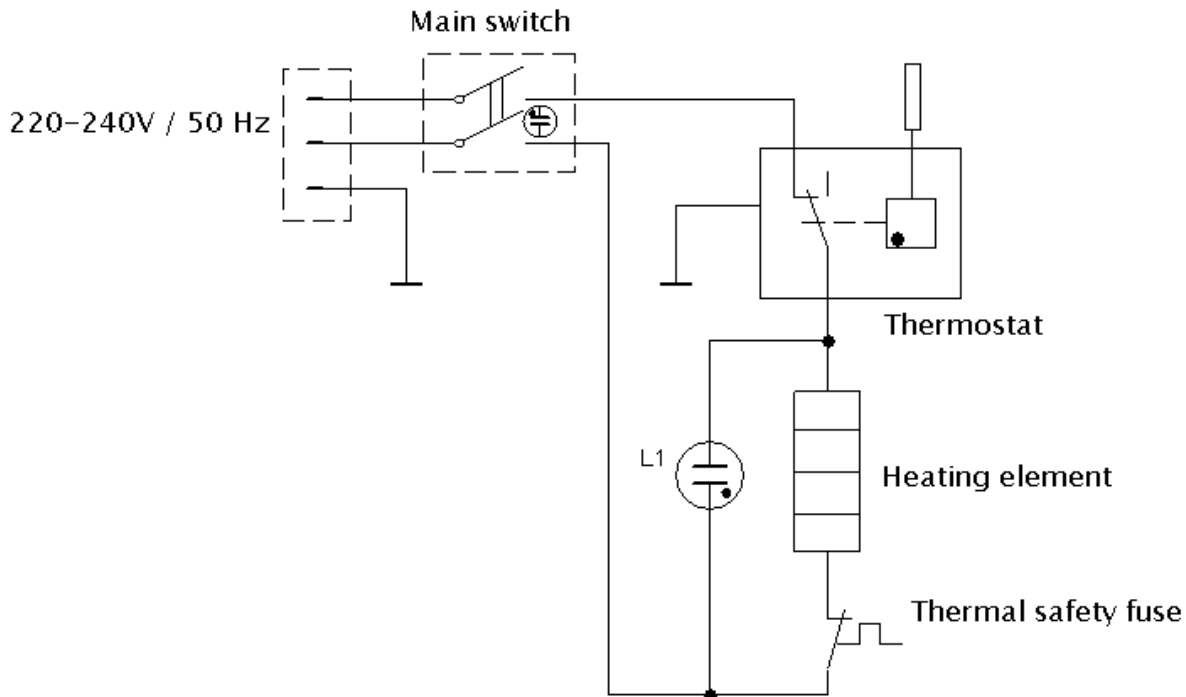 Main switch
220-240V / 50 Hz
Thermostat
L1
Heating element
Thermal safety fuse